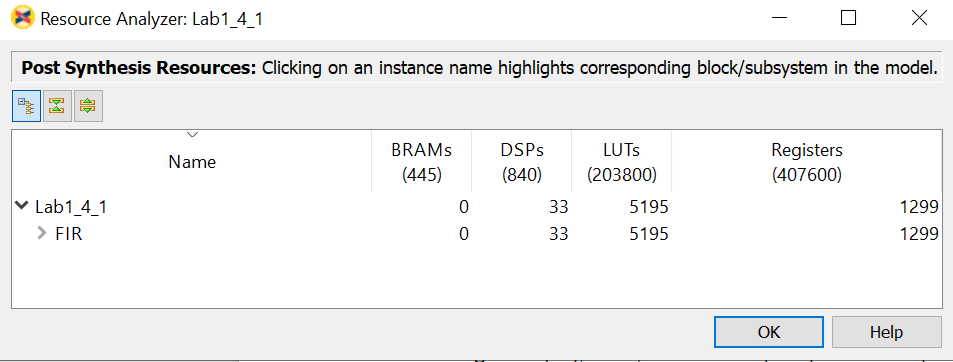 Resource Analyzer: Lab1_4_1
Post Synthesis Resources: Clicking on an instance name highlights corresponding block/subsystem in the model.
Name BRAMs (445) DSPs (840) LUTs (203800) Registers (407600)
Lab1_4_1 0 33 5195 1299
FIR 0 33 5195 1299
OK Help